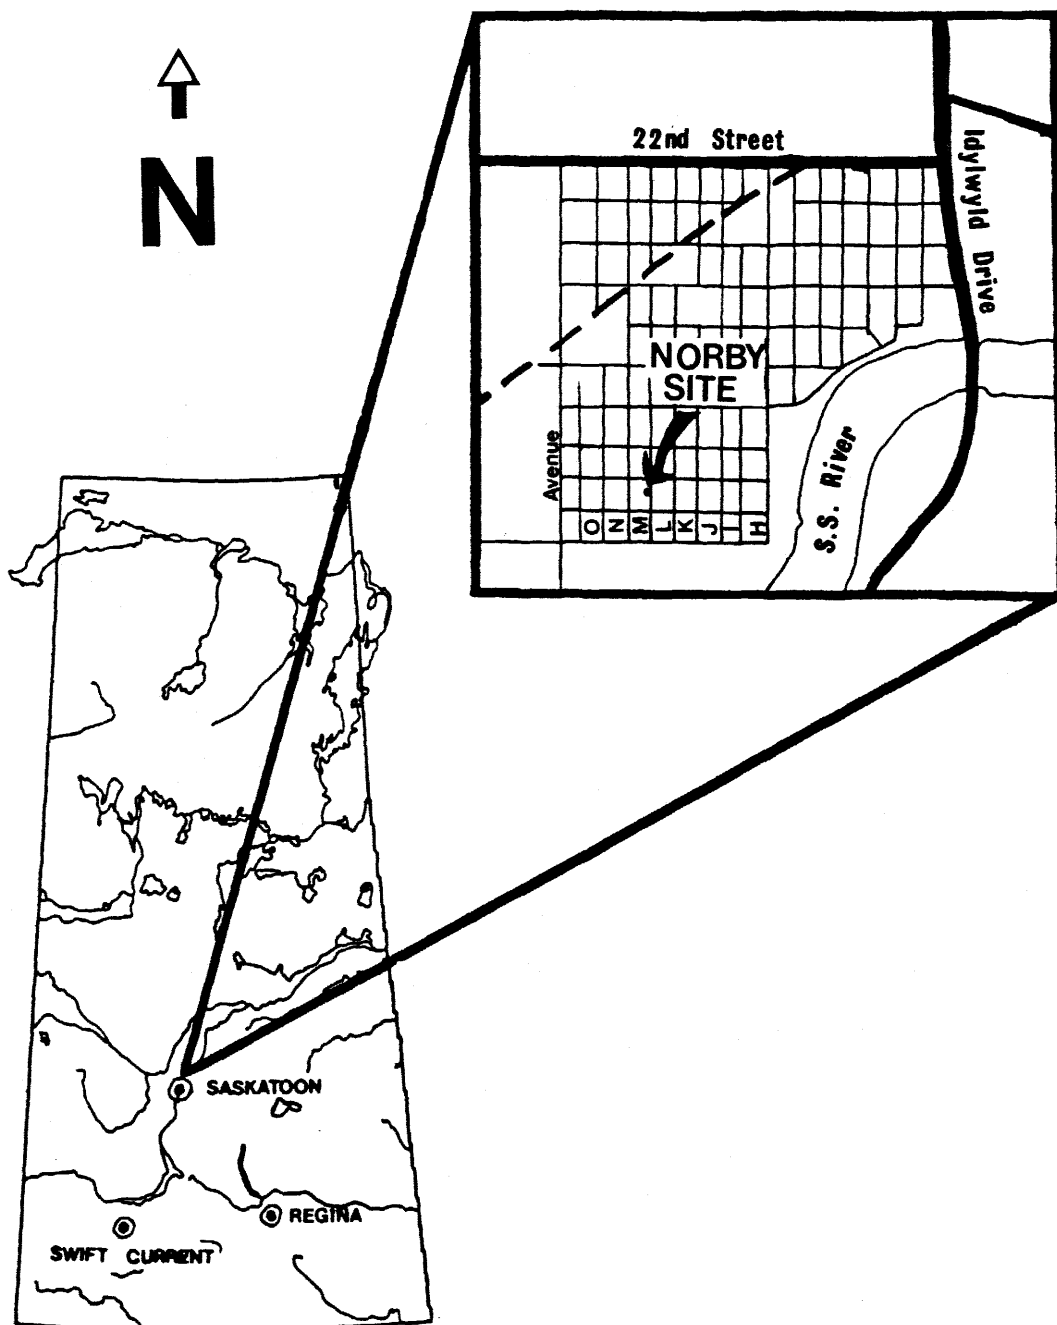 N
22nd Street
Idylwyld Drive
NORBY
SITE
Avenue
O
N
M
L
K
J
I
H
S.S. River
SASKATOON
REGINA
SWIFT CURRENT